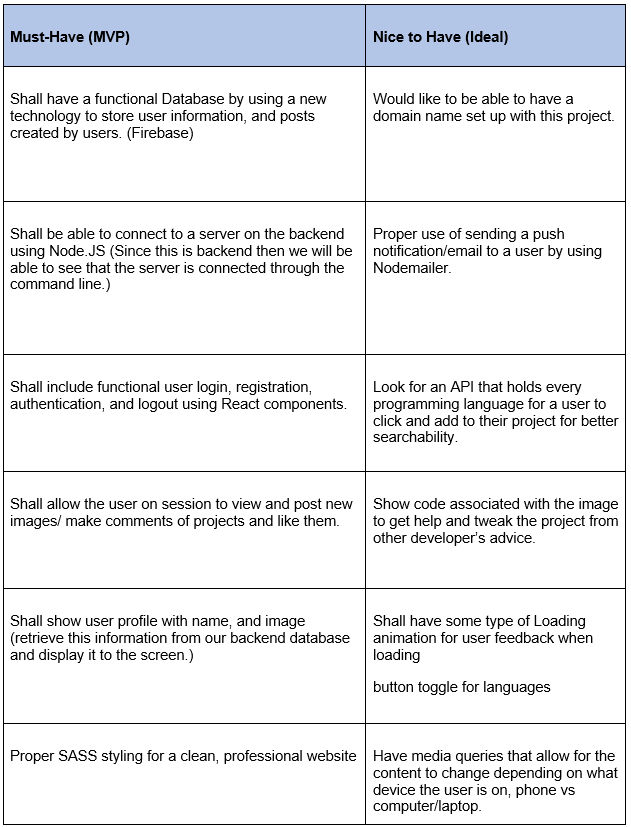 Must-Have (MVP)
Nice to Have (Ideal)
Shall have a functional Database by using a new
technology to store user information, and posts
created by users. (Firebase)
Would like to be able to have a
domain name set up with this project.
Shall be able to connect to a server on the backend
using Node.JS (Since this is backend then we will be
able to see that the server is connected through the
command line.)
Proper use of sending a push
notification/email to a user by using
Nodemailer.
Shall include functional user login, registration,
authentication, and logout using React components.
Look for an API that holds every
programming language for a user to
click and add to their project for better
searchability.
Shall allow the user on session to view and post new
images/ make comments of projects and like them.
Show code associated with the image
to get help and tweak the project from
other developer's advice.
Shall show user profile with name, and image
(retrieve this information from our backend database
and display it to the screen.)
Shall have some type of Loading
animation for user feedback when
loading
button toggle for languages
Proper SASS styling for a clean, professional website
Have media queries that allow for the
content to change depending on what
device the user is on, phone vs
computer/laptop.